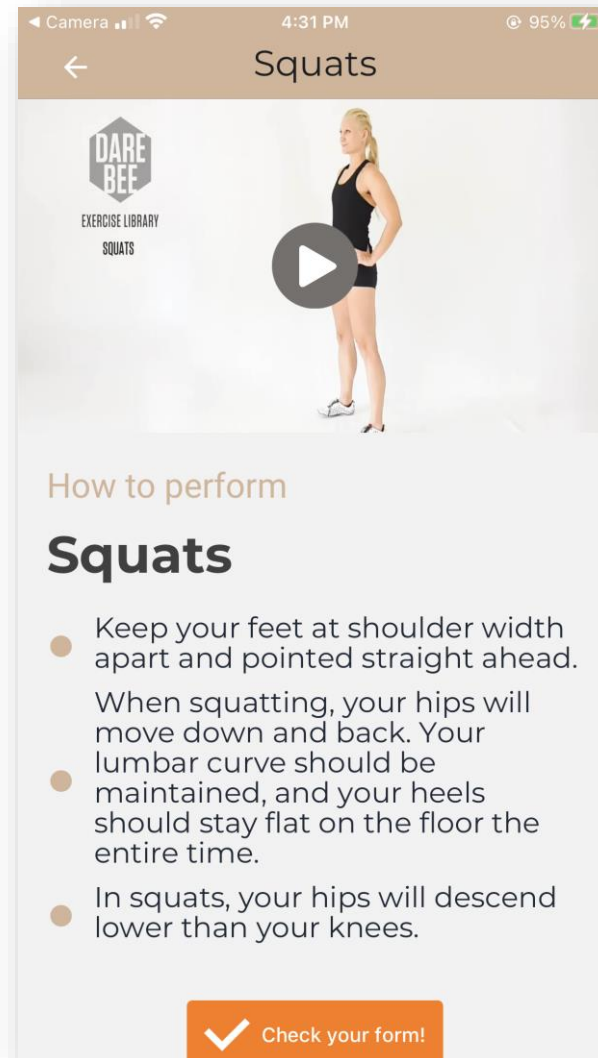 Camera 4:31 PM 95%
Squats
DARE
BEE
EXERCISE LIBRARY
SQUATS
How to perform
Squats
Keep your feet at shoulder width
apart and pointed straight ahead.
When squatting, your hips will
move down and back. Your
lumbar curve should be
maintained, and your heels
should stay flat on the floor the
entire time.
In squats, your hips will descend
lower than your knees.
Check your form!